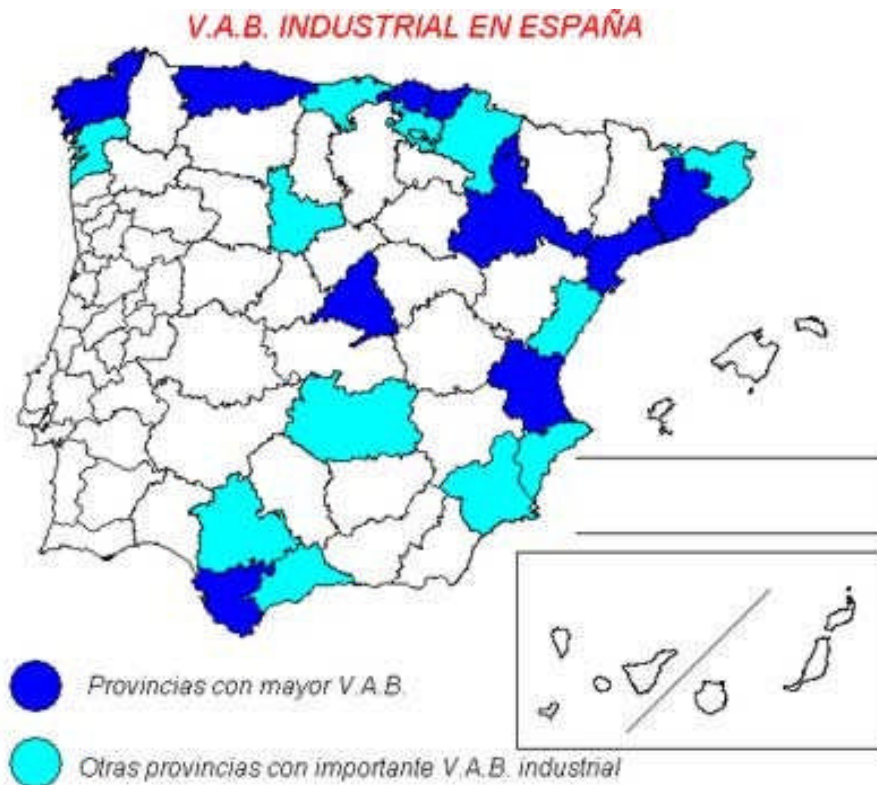 V.A.B. INDUSTRIAL EN ESPAÑA
Provincias con mayor V.A.B.
Otras provincias con importante V.A.B. industrial